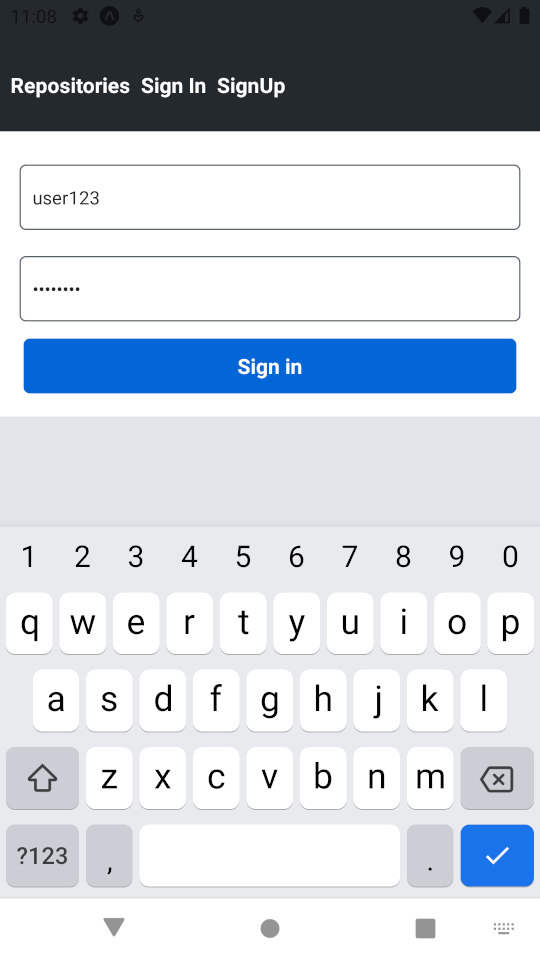 11:08
Repositories Sign In SignUp
user123
••••••••
Sign in
1 2 3 4 5 6 7 8 9 0
q w e r t y u i o p
a s d f g h j k l
z x c v b n m
?123 , .